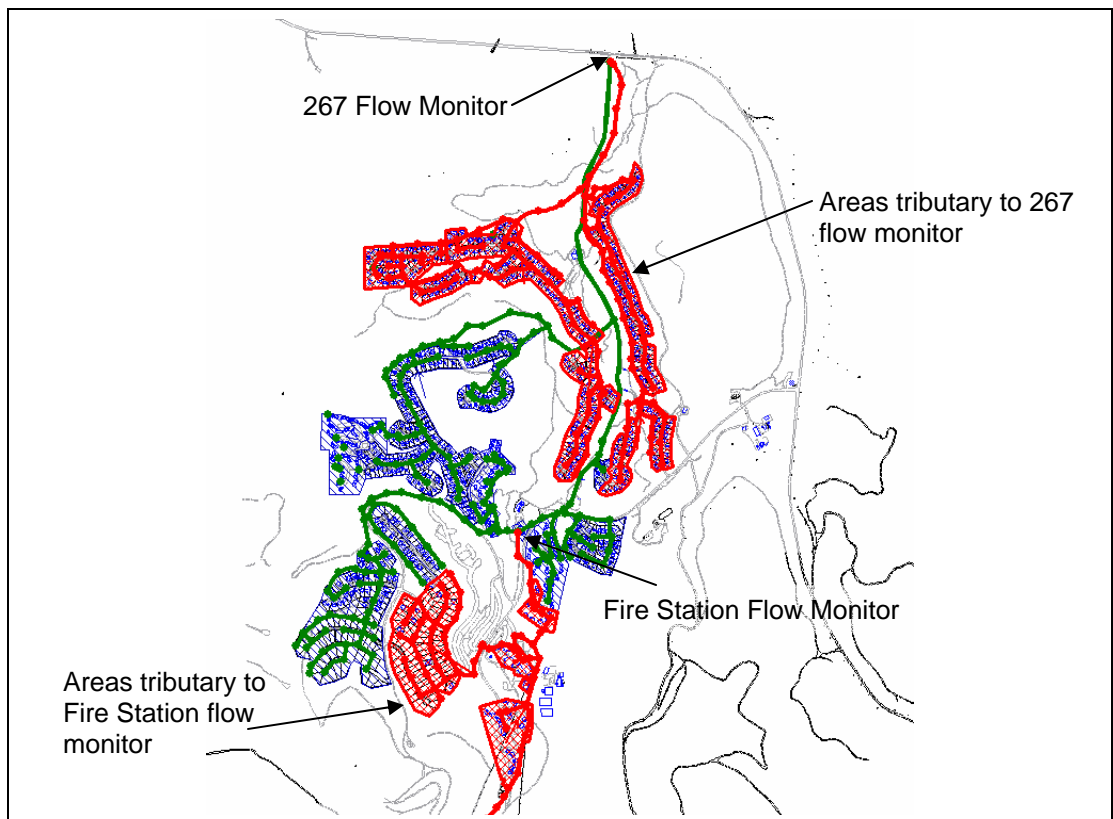 267 Flow Monitor
Areas tributary to 267
flow monitor
Fire Station Flow Monitor
Areas tributary to
Fire Station flow
monitor